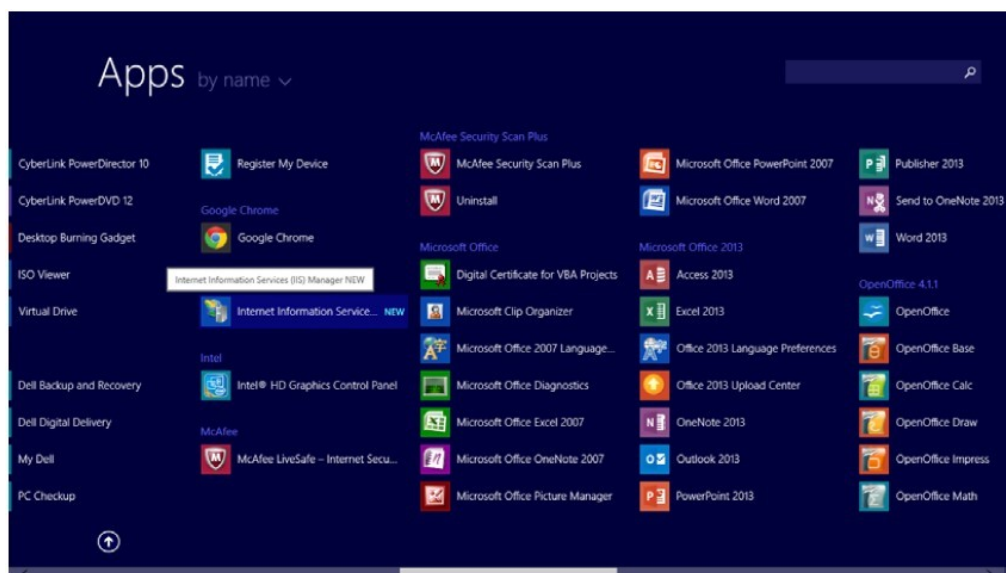 Apps by name
CyberLink PowerDirector 10
CyberLink PowerDVD 12
Desktop Burning Gadget
ISO Viewer
Virtual Drive
Dell Backup and Recovery
Dell Digital Delivery
My Dell
PC Checkup
Register My Device
Google Chrome
Google Chrome
Internet Information Services (IIS) Manager NEW
Internet Information Service... NEW
Intel
Intel® HD Graphics Control Panel
McAfee
McAfee LiveSafe – Internet Secu...
McAfee Security Scan Plus
McAfee Security Scan Plus
Uninstall
Microsoft Office
Digital Certificate for VBA Projects
Microsoft Clip Organizer
Microsoft Office 2007 Language...
Microsoft Office Diagnostics
Microsoft Office Excel 2007
Microsoft Office OneNote 2007
Microsoft Office Picture Manager
Microsoft Office PowerPoint 2007
Microsoft Office Word 2007
Microsoft Office 2013
Access 2013
Excel 2013
Office 2013 Language Preferences
Office 2013 Upload Center
OneNote 2013
Outlook 2013
PowerPoint 2013
Publisher 2013
Send to OneNote 2013
Word 2013
OpenOffice 4.1.1
OpenOffice
OpenOffice Base
OpenOffice Calc
OpenOffice Draw
OpenOffice Impress
OpenOffice Math